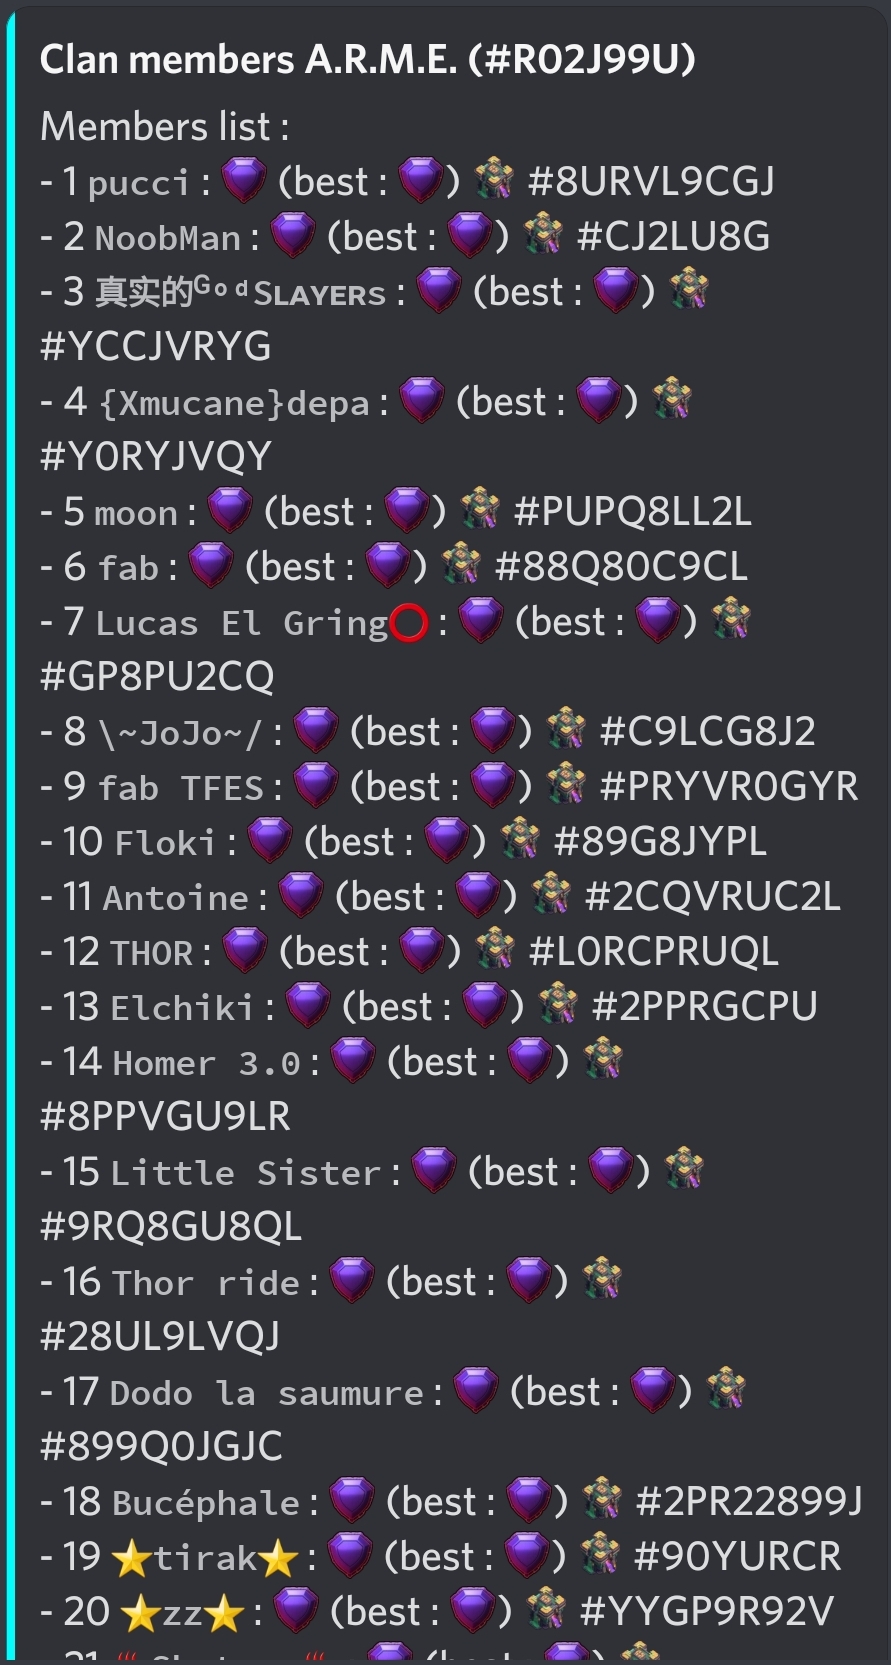 Clan members A.R.M.E. (#R02J99U)
Members list :
- 1 pucci : (best : ) #8URVL9CGJ
- 2 NoobMan : (best : ) #CJ2LU8G
- 3 真实的ᴳᵒᵈSʟᴀʏᴇʀs : (best : )
#YCCJVRYG
- 4 {Xmucane}depa : (best : )
#Y0RYJVQY
- 5 moon : (best : ) #PUPQ8LL2L
- 6 fab : (best : ) #88Q80C9CL
- 7 Lucas El Gring⭕ : (best : )
#GP8PU2CQ
- 8 \~JoJo~/ : (best : ) #C9LCG8J2
- 9 fab TFES : (best : ) #PRYVR0GYR
- 10 Floki : (best : ) #89G8JYPL
- 11 Antoine : (best : ) #2CQVRUC2L
- 12 THOR : (best : ) #L0RCPRUQL
- 13 Elchiki : (best : ) #2PPRGCPU
- 14 Homer 3.0 : (best : )
#8PPVGU9LR
- 15 Little Sister : (best : )
#9RQ8GU8QL
- 16 Thor ride : (best : )
#28UL9LVQJ
- 17 Dodo la saumure : (best : )
#899Q0JGJC
- 18 Bucéphale : (best : ) #2PR22899J
- 19 ⭐tirak⭐ : (best : ) #90YURCR
- 20 ⭐zz⭐ : (best : ) #YYGP9R92V